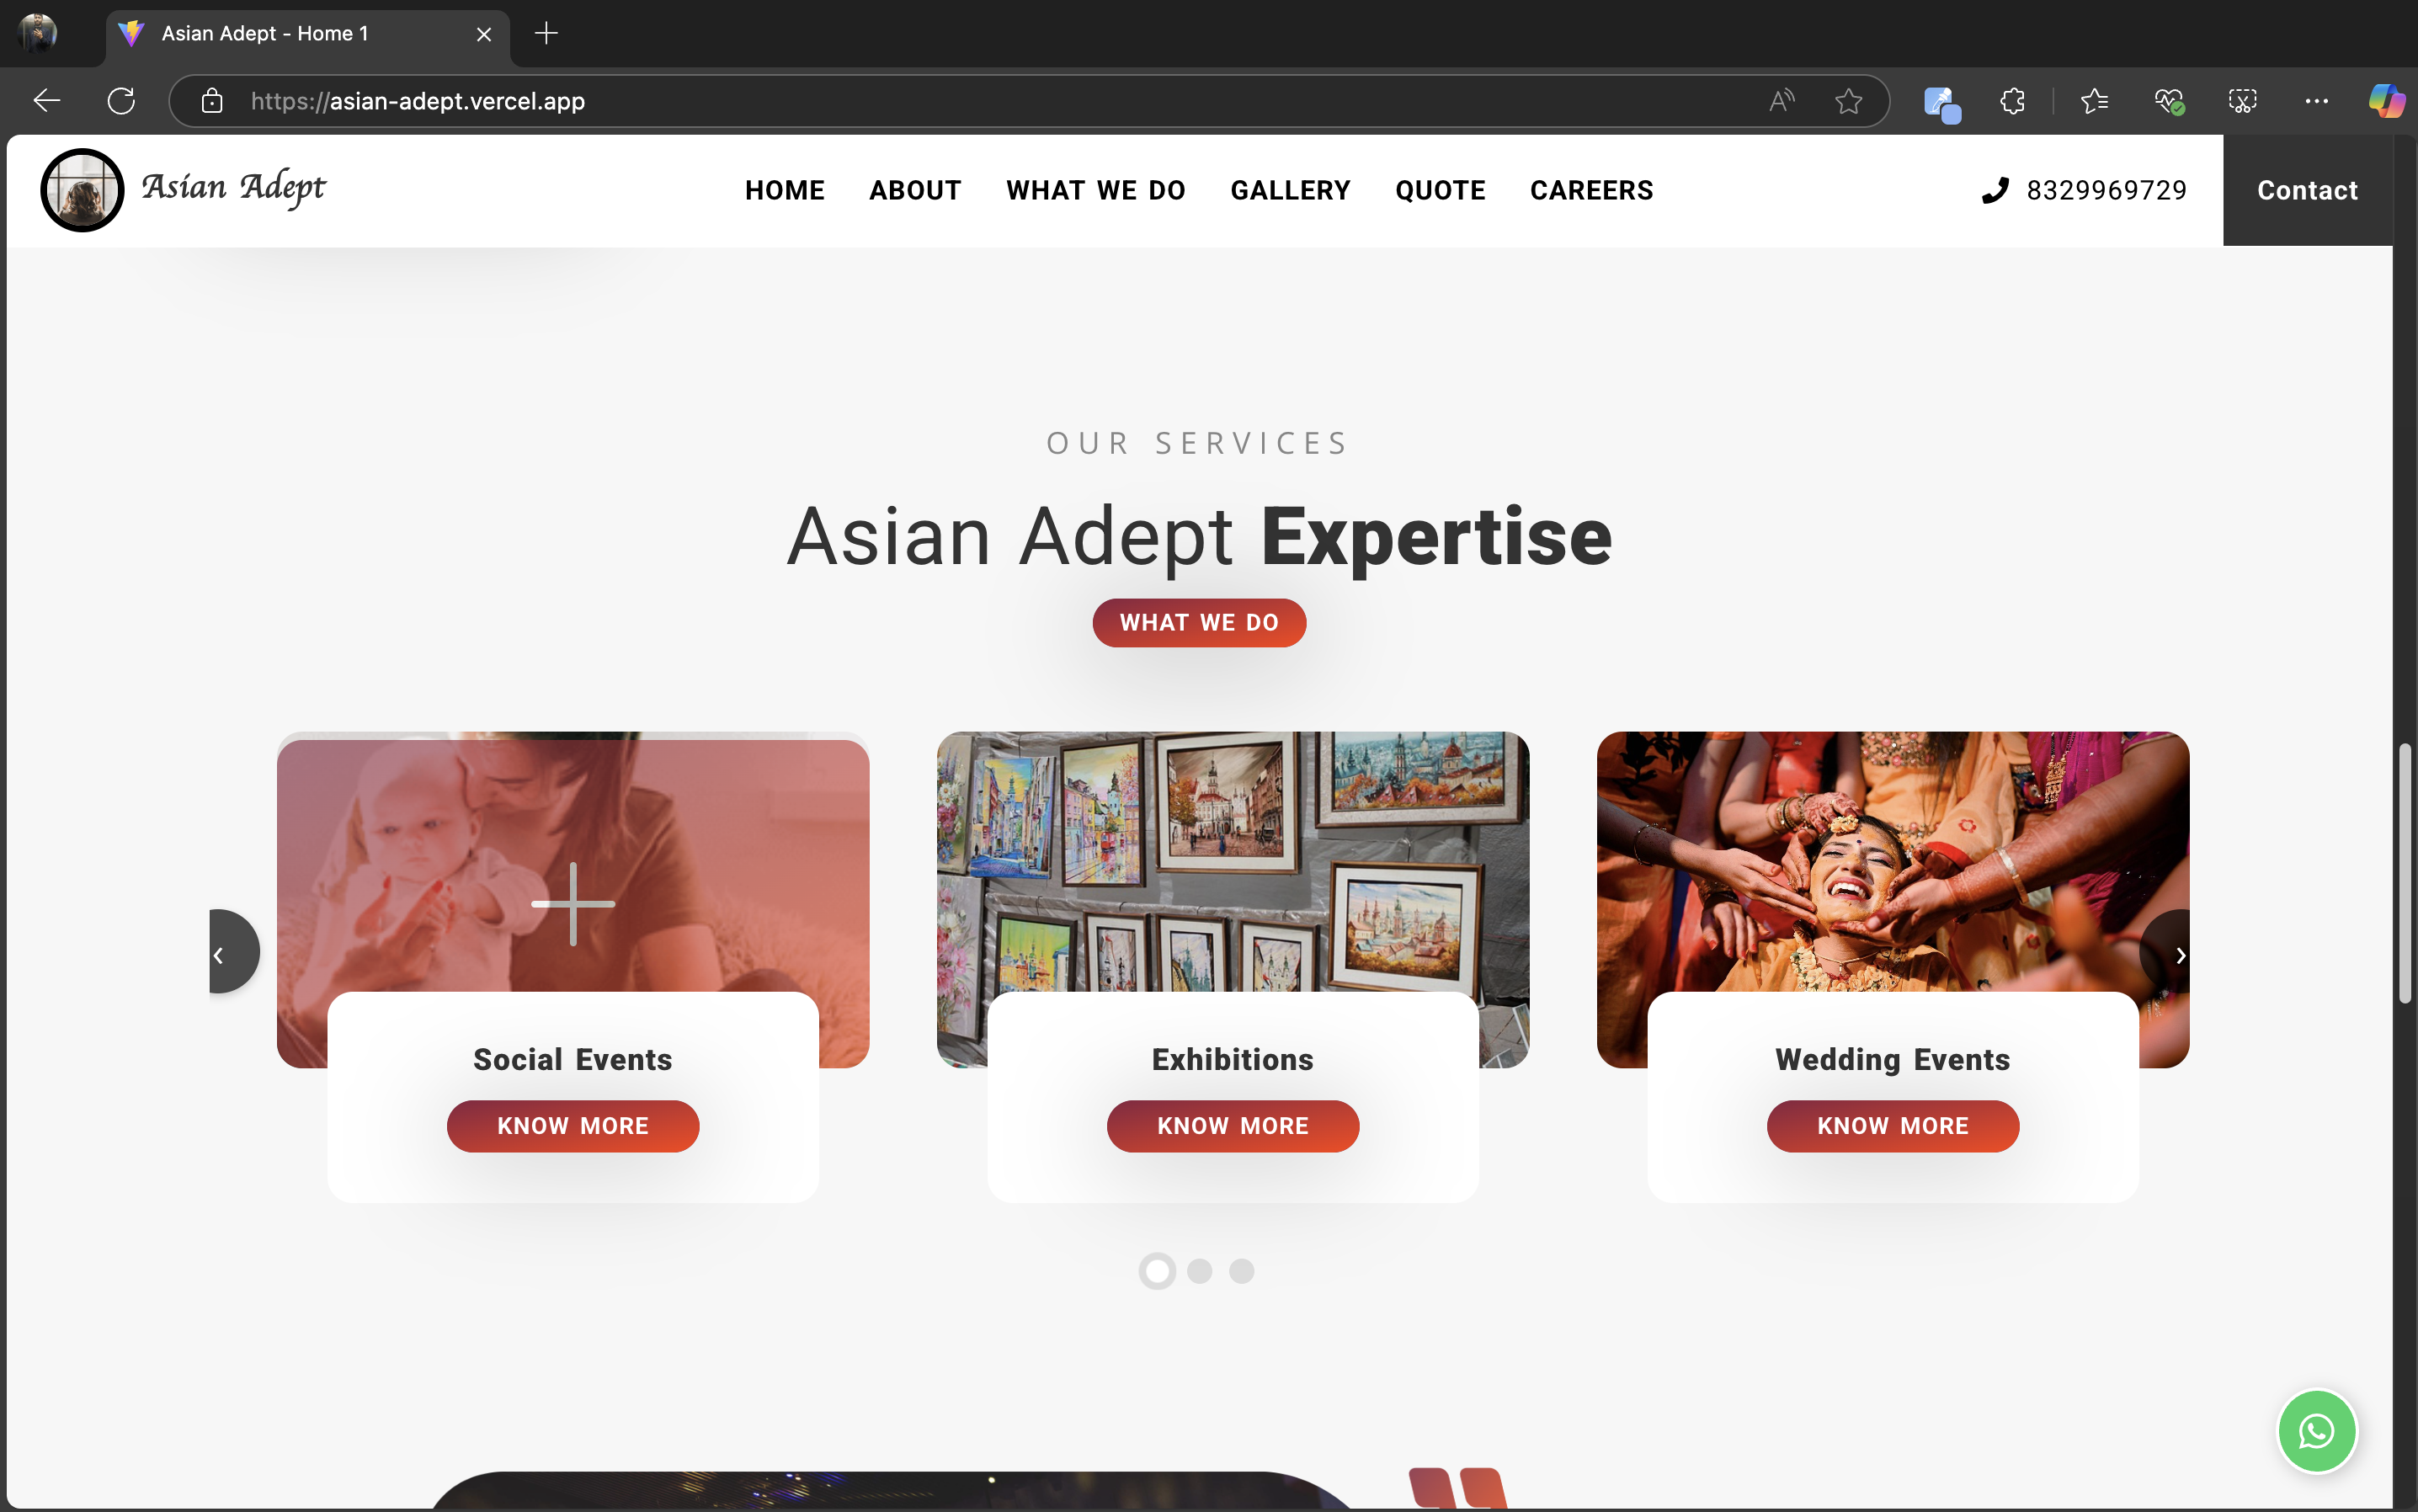 Asian Adept - Home 1
https://asian-adept.vercel.app
Asian Adept
HOME ABOUT WHAT WE DO GALLERY QUOTE CAREERS
8329969729
Contact
OUR SERVICES
Asian Adept Expertise
WHAT WE DO
Social Events
KNOW MORE
Exhibitions
KNOW MORE
Wedding Events
KNOW MORE